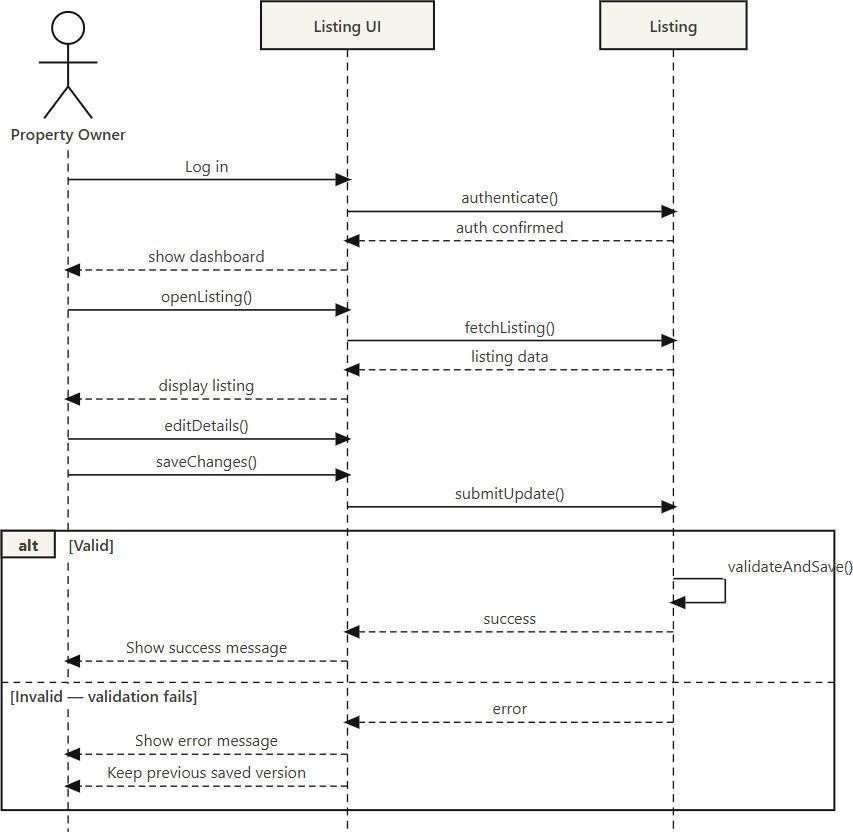 Listing UI
Listing
Property Owner
Log in
authenticate()
auth confirmed
show dashboard
openListing()
fetchListing()
listing data
display listing
editDetails()
saveChanges()
submitUpdate()
alt
[Valid]
validateAndSave()
success
Show success message
[Invalid — validation fails]
error
Show error message
Keep previous saved version